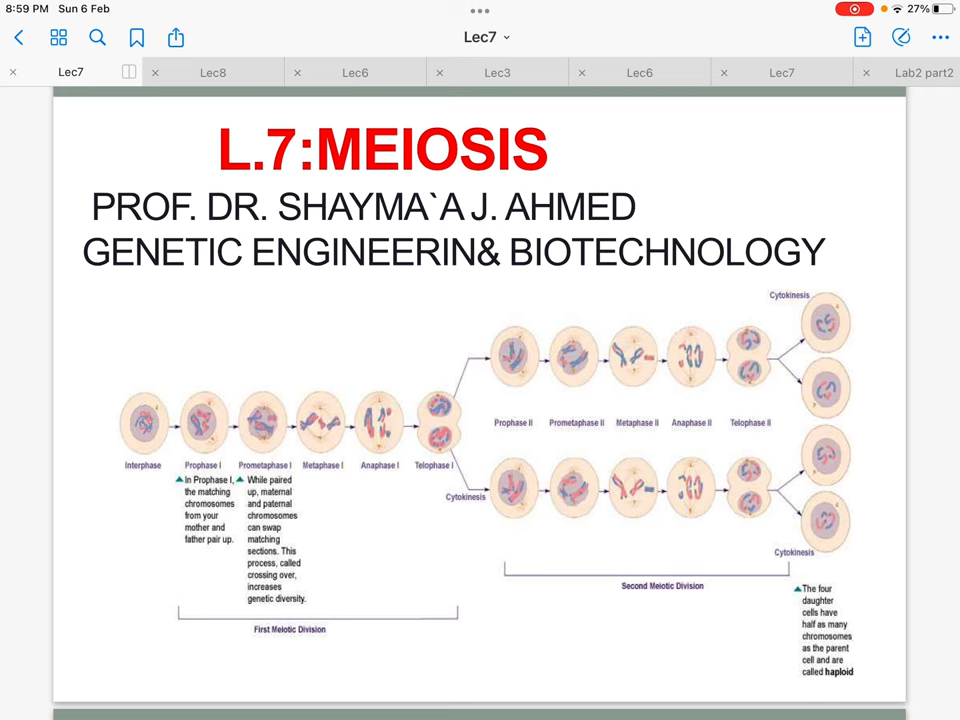 8:59 PM Sun 6 Feb
27%
Lec7
Lec7
Lec8
Lec6
Lec3
Lec6
Lec7
Lab2 part2
L.7:MEIOSIS
PROF. DR. SHAYMA`A J. AHMED
GENETIC ENGINEERIN& BIOTECHNOLOGY
Cytokinesis
Prophase II
Prometaphase II
Metaphase II
Anaphase II
Telophase II
Interphase
Prophase I
Prometaphase I
Metaphase I
Anaphase I
Telophase I
In Prophase I,
the matching
chromosomes
from your
mother and
father pair up.
While paired
up, maternal
and paternal
chromosomes
can swap
matching
sections. This
process, called
crossing over,
increases
genetic diversity.
Cytokinesis
Cytokinesis
Second Meiotic Division
First Meiotic Division
The four
daughter
cells have
half as many
chromosomes
as the parent
cell and are
called haploid